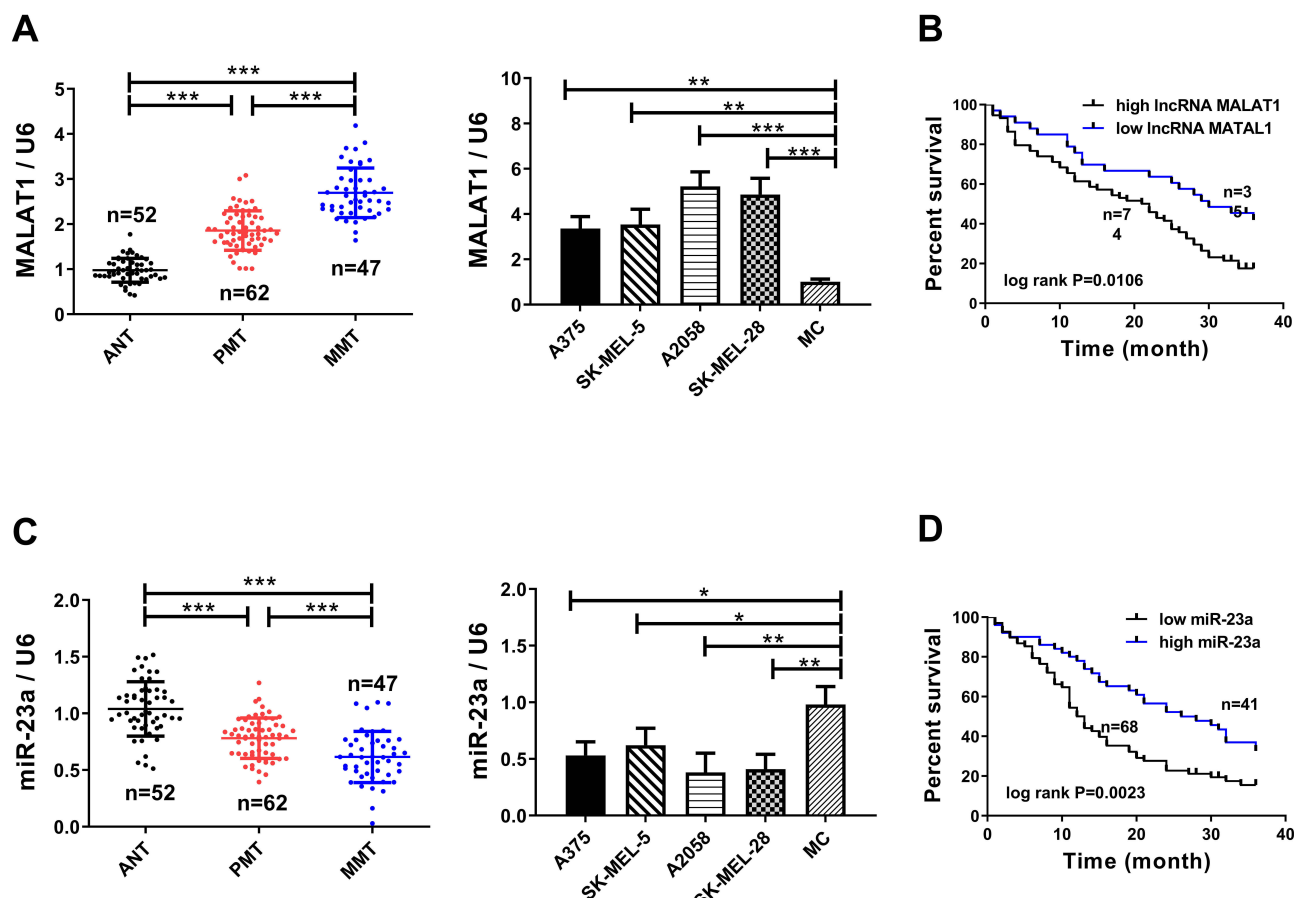 A
***
***
***
MALAT1 / U6
5
4
3
2
1
0
n=52
n=62
n=47
ANT
PMT
MMT
**
**
***
***
MALAT1 / U6
10
8
6
4
2
0
A375
SK-MEL-5
A2058
SK-MEL-28
MC
B
high lncRNA MALAT1
low lncRNA MATAL1
Percent survival
100
80
60
40
20
0
n=3
5
n=7
4
log rank P=0.0106
0
10
20
30
40
Time (month)
C
***
***
***
miR-23a / U6
2.0
1.5
1.0
0.5
0.0
n=47
n=52
n=62
ANT
PMT
MMT
*
*
**
**
miR-23a / U6
2.0
1.5
1.0
0.5
0.0
A375
SK-MEL-5
A2058
SK-MEL-28
MC
D
low miR-23a
high miR-23a
Percent survival
100
80
60
40
20
0
n=41
n=68
log rank P=0.0023
0
10
20
30
40
Time (month)